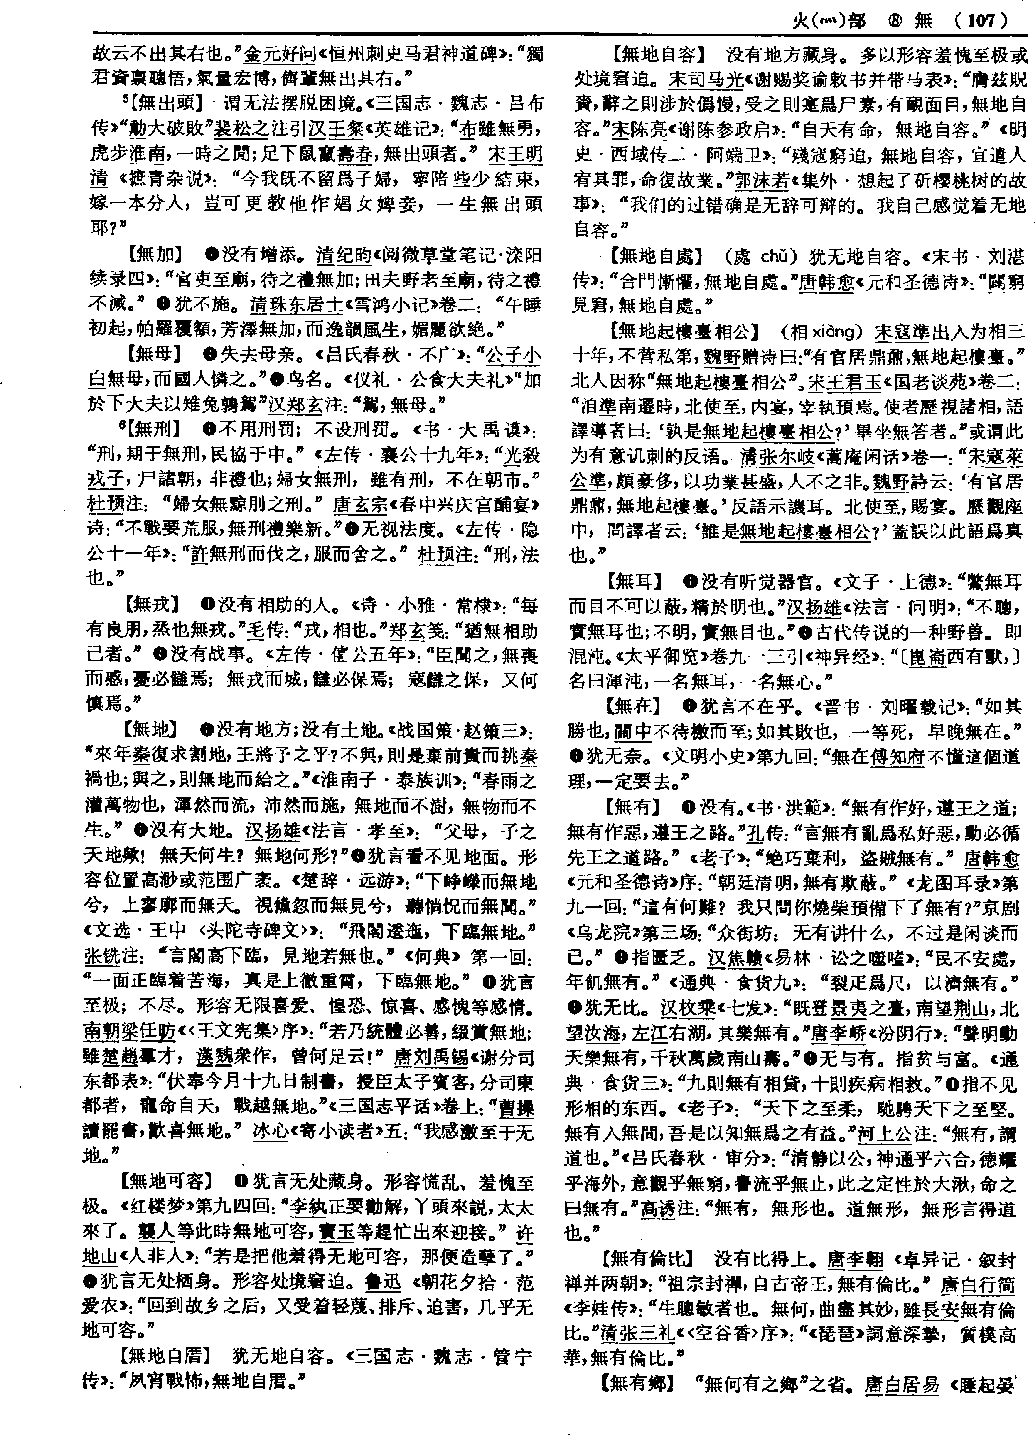 火(灬)部 ⑧ 無 (107)
故云不出其右也。”金元好问《恒州刺史马君神道碑》：“獨
君資禀聰悟，氣量宏博，儕輩無出其右。”
⁵【無出頭】 谓无法摆脱困境。《三国志·魏志·吕布
传》“勳大破敗”裴松之注引汉王粲《英雄记》：“布雖無勇，
虎步淮南，一時之間；足下鼠竄壽春，無出頭者。” 宋王明
清《摭青杂说》：“今我既不留爲子婦，寧陪些少結束，
嫁一本分人，豈可更教他作娼女婢妾，一生無出頭
耶？”
【無加】 ❶没有增添。清纪昀《阅微草堂笔记·滦阳
续录四》：“官吏至廟，待之禮無加；田夫野老至廟，待之禮
不減。” ❷犹不施。清珠东居士《雪鸿小记》卷二：“午睡
初起，帕羅覆額，芳澤無加，而逸韻風生，媚麗欲絶。”
【無母】 ❶失去母亲。《吕氏春秋·不广》：“公子小
白無母，而國人憐之。”❷鸟名。《仪礼·公食大夫礼》“加
於下大夫以雉兔鶉鴽”汉郑玄注：“鴽，無母。”
⁶【無刑】 ❶不用刑罚；不设刑罚。《书·大禹谟》：
“刑，期于無刑，民協于中。”《左传·襄公十九年》：“光殺
戎子，尸諸朝，非禮也；婦女無刑，雖有刑，不在朝市。”
杜预注：“婦女無黥刖之刑。” 唐玄宗《春中兴庆宫酺宴》
诗：“不戰要荒服，無刑禮樂新。”❷无视法度。《左传·隐
公十一年》：“許無刑而伐之，服而舍之。” 杜预注：“刑，法
也。”
【無戎】 ❶没有相助的人。《诗·小雅·常棣》：“每
有良朋，烝也無戎。”毛传：“戎，相也。”郑玄笺：“猶無相助
己者。” ❷没有战事。《左传·僖公五年》：“臣聞之，無喪
而慼，憂必讎焉；無戎而城，讎必保焉；寇讎之保，又何
慎焉。”
【無地】 ❶没有地方；没有土地。《战国策·赵策三》：
“來年秦復求割地，王將予之乎？不與，則是棄前貴而挑秦
禍也；與之，則無地而給之。”《淮南子·泰族训》：“春雨之
灌萬物也，渾然而流，沛然而施，無地而不澍，無物而不
生。” ❷没有大地。汉扬雄《法言·孝至》：“父母，子之
天地歟！無天何生？無地何形？”❸犹言看不见地面。形
容位置高渺或范围广袤。《楚辞·远游》：“下峥嶸而無地
兮，上寥廓而無天。視儵忽而無見兮，聽惝怳而無聞。”
《文选·王巾〈头陀寺碑文〉》：“飛閣逶迤，下臨無地。”
张铣注：“言閣高下臨，見地若無也。”《何典》第一回：
“一面正臨着苦海，真是上徹重霄，下臨無地。” ❹犹言
至极；不尽。形容无限喜爱、惶恐、惊喜、感愧等感情。
南朝梁任昉《〈王文宪集〉序》：“若乃統體必善，綴賞無地；
雖楚趙羣才，漢魏衆作，曾何足云！” 唐刘禹锡《谢分司
东都表》：“伏奉今月十九日制書，授臣太子賓客，分司東
都者，寵命自天，戰越無地。”《三国志平话》卷上：“曹操
讀罷書，歡喜無地。” 冰心《寄小读者》五：“我感激至于无
地。”
【無地可容】 ❶犹言无处藏身。形容慌乱、羞愧至
极。《红楼梦》第九四回：“李紈正要勸解，丫頭來説，太太
來了。襲人等此時無地可容，寶玉等趕忙出來迎接。” 许
地山《人非人》：“若是把他羞得无地可容，那便造孽了。”
❷犹言无处栖身。形容处境窘迫。鲁迅《朝花夕拾·范
爱农》：“回到故乡之后，又受着轻蔑、排斥、迫害，几乎无
地可容。”
【無地自厝】 犹无地自容。《三国志·魏志·管宁
传》：“夙宵戰怖，無地自厝。”
【無地自容】 没有地方藏身。多以形容羞愧至极或
处境窘迫。宋司马光《谢赐奖谕敕书并带马表》：“膺兹貺
賚，辭之則涉於僞慢，受之則寔爲尸素，有靦面目，無地自
容。”宋陈亮《谢陈参政启》：“自天有命，無地自容。”《明
史·西域传二·阿端卫》：“殘寇窮迫，無地自容，宜遣人
宥其罪，命復故業。”郭沫若《集外·想起了斫樱桃树的故
事》：“我们的过错确是无辞可辩的。我自己感觉着无地
自容。”
【無地自處】 （處chǔ）犹无地自容。《宋书·刘湛
传》：“合門慚懼，無地自處。”唐韩愈《元和圣德诗》：“闢窮
見窘，無地自處。”
【無地起樓臺相公】 （相xiàng）宋寇準出入为相三
十年，不营私第，魏野赠诗曰：“有官居鼎鼐，無地起樓臺。”
北人因称“無地起樓臺相公”。宋王君玉《国老谈苑》卷二：
“洎準南遷時，北使至，内宴，宰執預焉。使者歷視諸相，語
譯導者曰：‘孰是無地起樓臺相公？’畢坐無答者。”或谓此
为有意讥刺的反语。清张尔岐《蒿庵闲话》卷一：“宋寇萊
公準，頗豪侈，以功業甚盛，人不之非。魏野詩云：‘有官居
鼎鼐，無地起樓臺。’反語示譏耳。北使至，賜宴。歷觀座
中，問譯者云：‘誰是無地起樓臺相公？’蓋誤以此語爲真
也。”
【無耳】 ❶没有听觉器官。《文子·上德》：“鱉無耳
而目不可以蔽，精於明也。”汉扬雄《法言·问明》：“不聰，
實無耳也；不明，實無目也。”❷古代传说的一种野兽。即
混沌。《太平御览》卷九一三引《神异经》：“〔崑崙西有獸，〕
名曰渾沌，一名無耳，一名無心。”
【無在】 ❶犹言不在乎。《晋书·刘曜载记》：“如其
勝也，關中不待檄而至；如其敗也，一等死，早晚無在。”
❷犹无奈。《文明小史》第九回：“無在傅知府不懂這個道
理，一定要去。”
【無有】 ❶没有。《书·洪範》：“無有作好，遵王之道；
無有作惡，遵王之路。”孔传：“言無有亂爲私好惡，動必循
先王之道路。”《老子》：“絶巧棄利，盜賊無有。” 唐韩愈
《元和圣德诗》序：“朝廷清明，無有欺蔽。”《龙图耳录》第
九一回：“這有何難？我只問你燒柴預備下了無有？”京剧
《乌龙院》第三场：“众街坊：无有讲什么，不过是闲谈而
已。” ❷指匮乏。汉焦赣《易林·讼之噬嗑》：“民不安處，
年飢無有。”《通典·食货九》：“裂疋爲尺，以濟無有。”
❸犹无比。汉枚乘《七发》：“既登景夷之臺，南望荆山，北
望汝海，左江右湖，其樂無有。”唐李峤《汾阴行》：“聲明動
天樂無有，千秋萬歲南山壽。”❹无与有。指贫与富。《通
典·食货三》：“九則無有相貸，十則疾病相救。”❺指不见
形相的东西。《老子》：“天下之至柔，馳騁天下之至堅。
無有入無間，吾是以知無爲之有益。”河上公注：“無有，謂
道也。”《吕氏春秋·审分》：“清静以公，神通乎六合，德耀
乎海外，意觀乎無窮，譽流乎無止，此之定性於大湫，命之
曰無有。”高诱注：“無有，無形也。道無形，無形言得道
也。”
【無有倫比】 没有比得上。唐李翱《卓异记·叙封
禅并两朝》：“祖宗封禪，自古帝王，無有倫比。” 唐白行简
《李娃传》：“生聰敏者也。無何，曲盡其妙，雖長安無有倫
比。”清张三礼《〈空谷香〉序》：“《琵琶》詞意深摯，質樸高
華，無有倫比。”
【無有鄉】 “無何有之鄉”之省。唐白居易《睡起晏